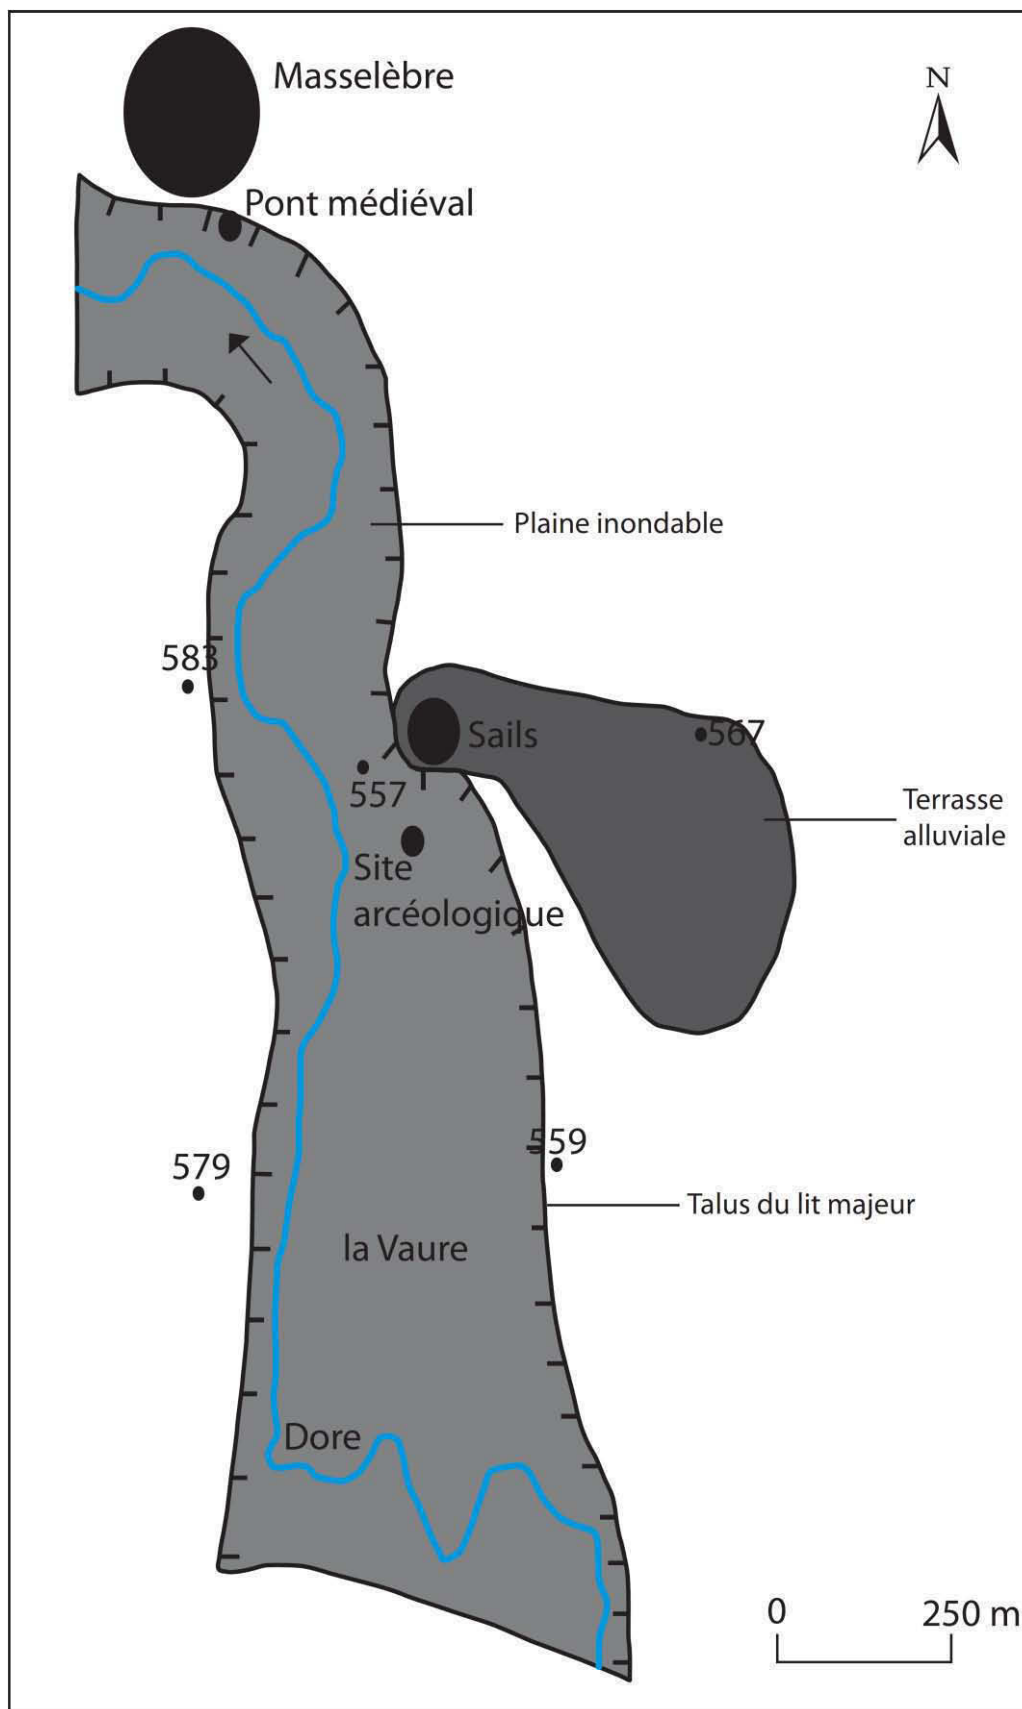 Masselèbre
N
Pont médiéval
Plaine inondable
583
Sails
567
557
Terrasse
alluviale
Site
arcéologique
559
579
Talus du lit majeur
la Vaure
Dore
0
250 m